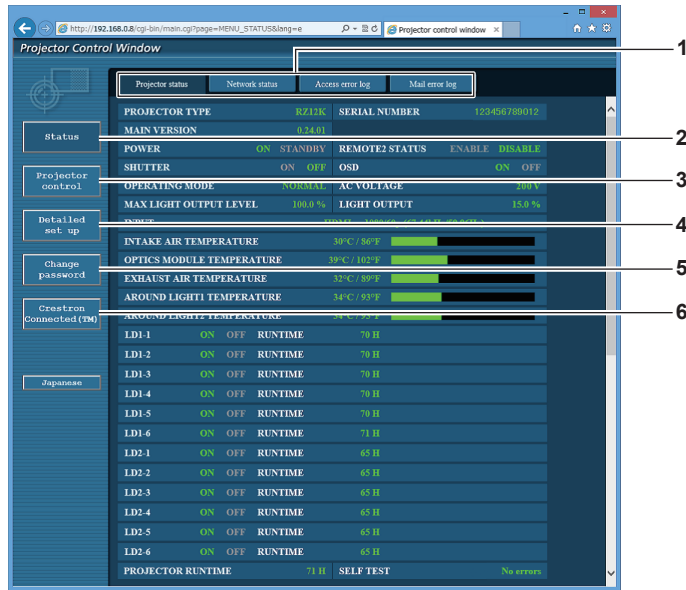 http://192.168.0.8/cgi-bin/main.cgi?page=MENU_STATUS&lang=e
Projector control window
Projector Control Window
1
Projector status
Network status
Access error log
Mail error log
PROJECTOR TYPE RZ12K SERIAL NUMBER 123456789012
MAIN VERSION 0.24.01
Status
2
POWER ON STANDBY REMOTE2 STATUS ENABLE DISABLE
SHUTTER ON OFF OSD ON OFF
Projector control
3
OPERATING MODE NORMAL AC VOLTAGE 200 V
MAX LIGHT OUTPUT LEVEL 100.0 % LIGHT OUTPUT 15.0 %
Detailed set up
4
INPUT
INTAKE AIR TEMPERATURE 30°C / 86°F
OPTICS MODULE TEMPERATURE 39°C / 102°F
Change password
5
EXHAUST AIR TEMPERATURE 32°C / 89°F
AROUND LIGHT1 TEMPERATURE 34°C / 93°F
Crestron Connected(TM)
6
AROUND LIGHT2 TEMPERATURE 34°C / 93°F
LD1-1 ON OFF RUNTIME 70 H
LD1-2 ON OFF RUNTIME 70 H
LD1-3 ON OFF RUNTIME 70 H
Japanese
LD1-4 ON OFF RUNTIME 70 H
LD1-5 ON OFF RUNTIME 70 H
LD1-6 ON OFF RUNTIME 71 H
LD2-1 ON OFF RUNTIME 65 H
LD2-2 ON OFF RUNTIME 65 H
LD2-3 ON OFF RUNTIME 65 H
LD2-4 ON OFF RUNTIME 65 H
LD2-5 ON OFF RUNTIME 65 H
LD2-6 ON OFF RUNTIME 65 H
PROJECTOR RUNTIME 71 H SELF TEST No errors